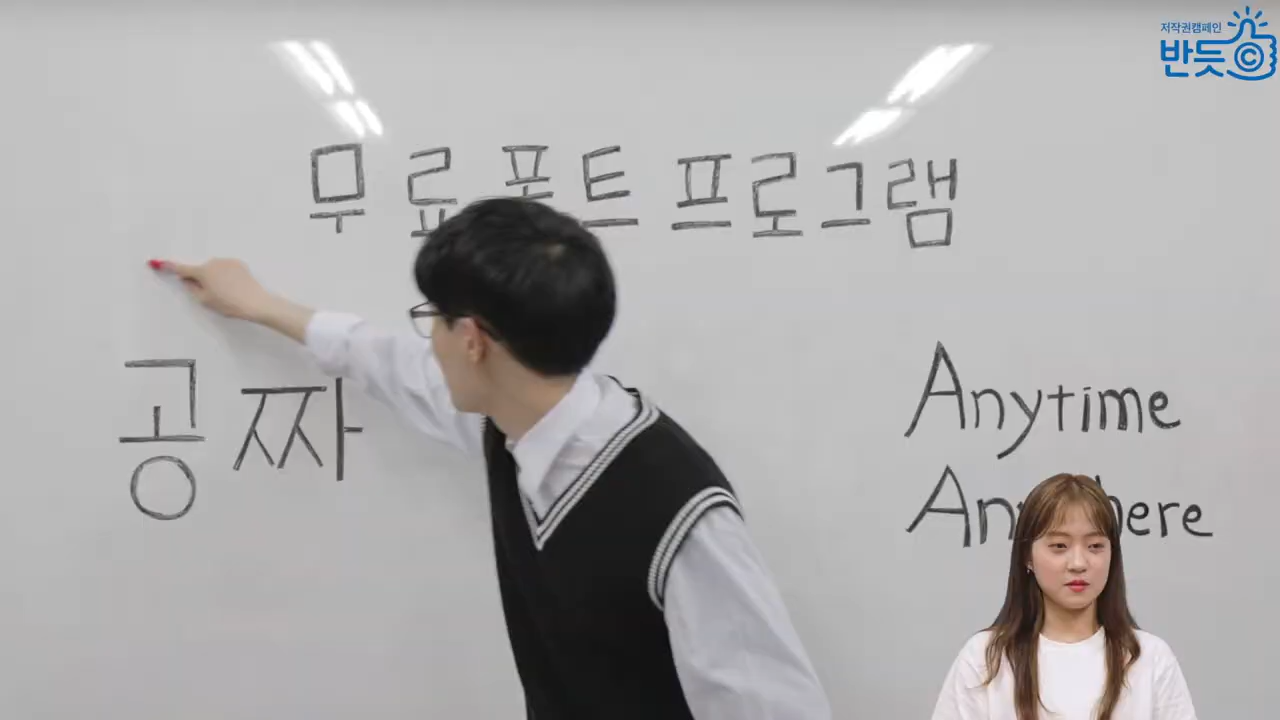 저작권캠페인
반듯©
무료 폰트 프로그램
공짜
Anytime